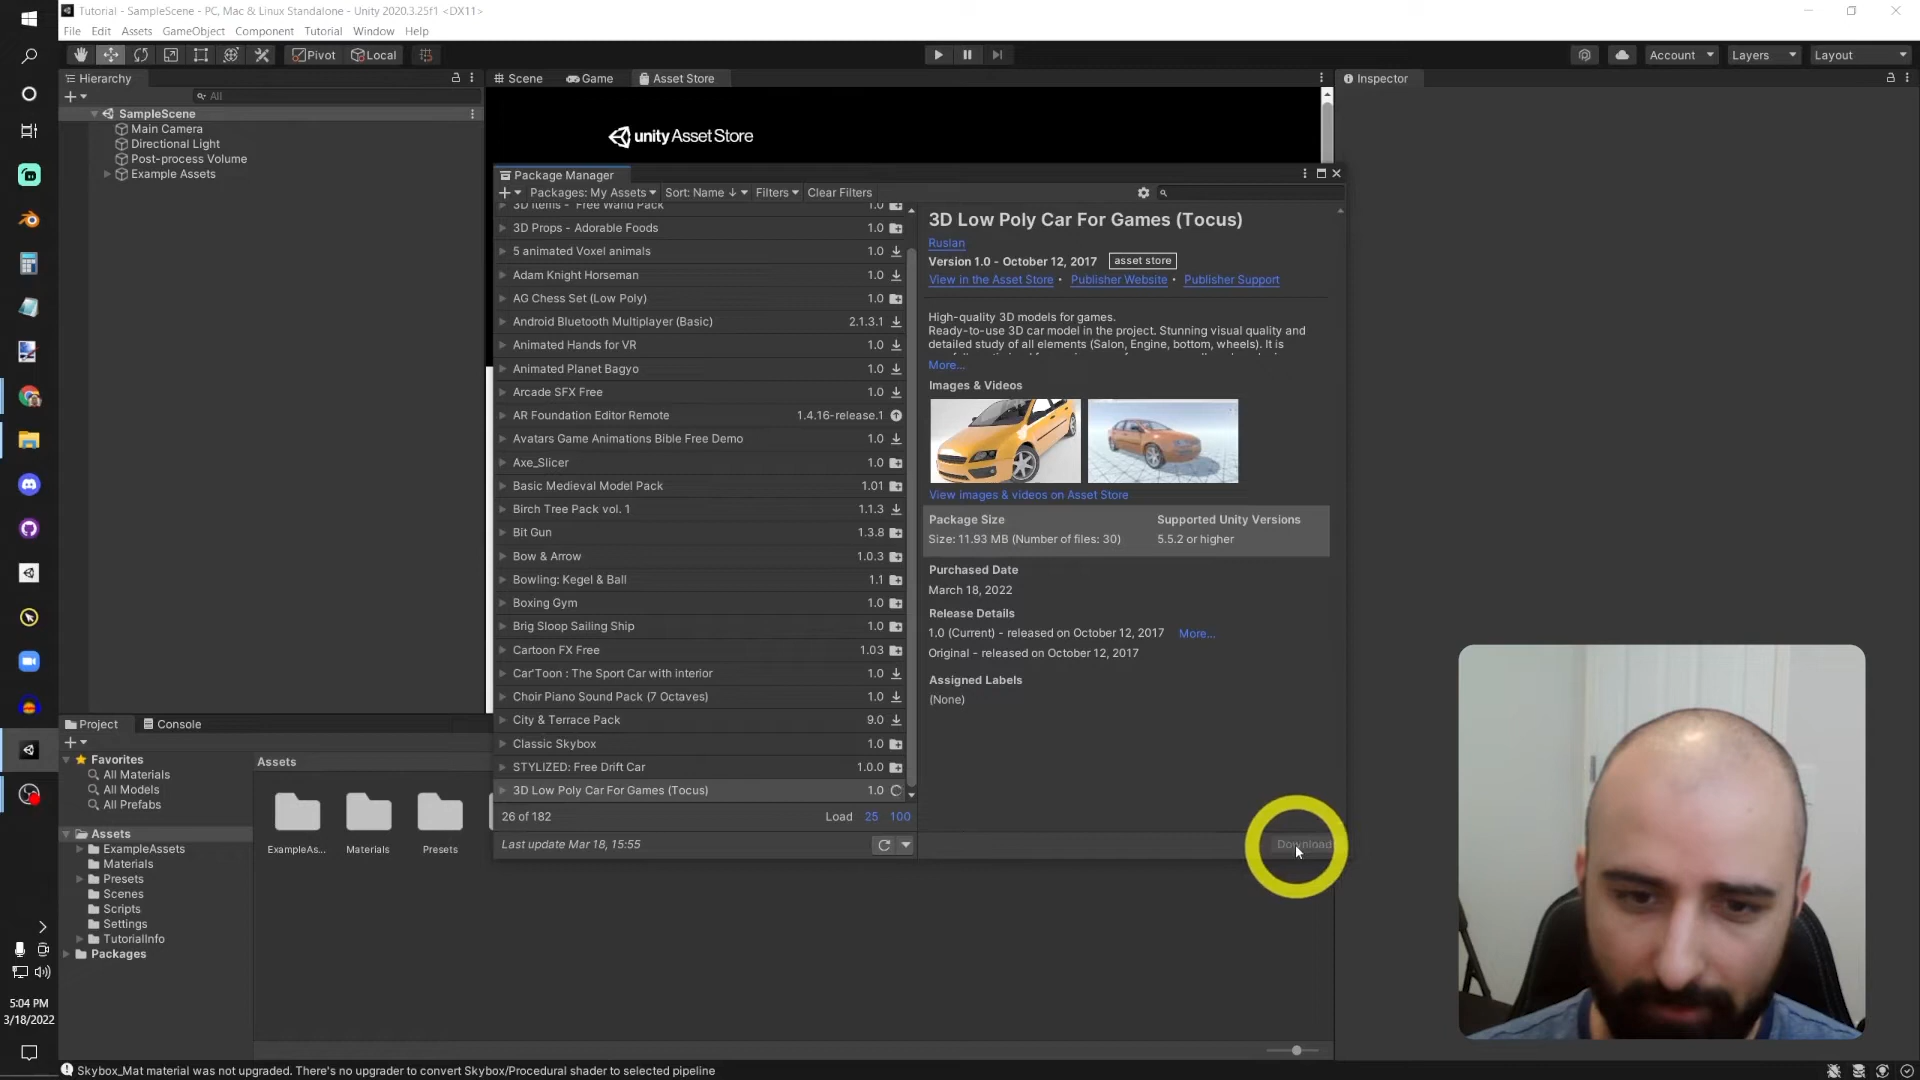 Tutorial - SampleScene - PC, Mac & Linux Standalone - Unity 2020.3.25f1 <DX11>
File Edit Assets GameObject Component Tutorial Window Help
Pivot Local Account Layers Layout
Hierarchy
All
SampleScene
Main Camera
Directional Light
Post-process Volume
Example Assets
Scene Game Asset Store
unity Asset Store
Inspector
Package Manager
Packages: My Assets Sort: Name ↓ Filters Clear Filters
3D Items - Free Wand Pack 1.0
3D Props - Adorable Foods 1.0
5 animated Voxel animals 1.0
Adam Knight Horseman 1.0
AG Chess Set (Low Poly) 1.0
Android Bluetooth Multiplayer (Basic) 2.1.3.1
Animated Hands for VR 1.0
Animated Planet Bagyo 1.0
Arcade SFX Free 1.0
AR Foundation Editor Remote 1.4.16-release.1
Avatars Game Animations Bible Free Demo 1.0
Axe_Slicer 1.0
Basic Medieval Model Pack 1.01
Birch Tree Pack vol. 1 1.1.3
Bit Gun 1.3.8
Bow & Arrow 1.0.3
Bowling: Kegel & Ball 1.1
Boxing Gym 1.0
Brig Sloop Sailing Ship 1.0
Cartoon FX Free 1.03
Car'Toon : The Sport Car with interior 1.0
Choir Piano Sound Pack (7 Octaves) 1.0
City & Terrace Pack 9.0
Classic Skybox 1.0
STYLIZED: Free Drift Car 1.0.0
3D Low Poly Car For Games (Tocus) 1.0
26 of 182 Load 25 100
Last update Mar 18, 15:55
3D Low Poly Car For Games (Tocus)
Ruslan
Version 1.0 - October 12, 2017 asset store
View in the Asset Store • Publisher Website • Publisher Support
High-quality 3D models for games.
Ready-to-use 3D car model in the project. Stunning visual quality and
detailed study of all elements (Salon, Engine, bottom, wheels). It is
More...
Images & Videos
View images & videos on Asset Store
Package Size Supported Unity Versions
Size: 11.93 MB (Number of files: 30) 5.5.2 or higher
Purchased Date
March 18, 2022
Release Details
1.0 (Current) - released on October 12, 2017 More...
Original - released on October 12, 2017
Assigned Labels
(None)
Download
Project Console
Favorites
All Materials
All Models
All Prefabs
Assets
ExampleAssets
Materials
Presets
Scenes
Scripts
Settings
TutorialInfo
Packages
Assets
ExampleAs... Materials Presets
5:04 PM
3/18/2022
Skybox_Mat material was not upgraded. There's no upgrader to convert Skybox/Procedural shader to selected pipeline